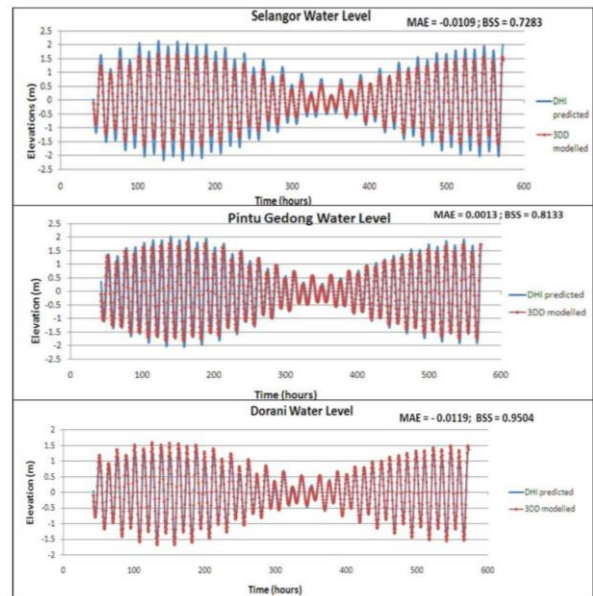 Selangor Water Level
MAE = -0.0109 ; BSS = 0.7283
2.5
2
1.5
1
0.5
0
-0.5
-1
-1.5
-2
-2.5
Elevations (m)
0
100
200
300
400
500
600
Time (hours)
DHI predicted
3DD modelled
Pintu Gedong Water Level
MAE = 0.0013 ; BSS = 0.8133
2.5
2
1.5
1
0.5
0
-0.5
-1
-1.5
-2
-2.5
Elevation (m)
0
100
200
300
400
500
600
Time (hours)
DHI predicted
3DD modelled
Dorani Water Level
MAE = - 0.0119; BSS = 0.9504
2
1.5
1
0.5
0
-0.5
-1
-1.5
-2
Elevation (m)
0
100
200
300
400
500
600
Time (hours)
DHI predicted
3DD modelled